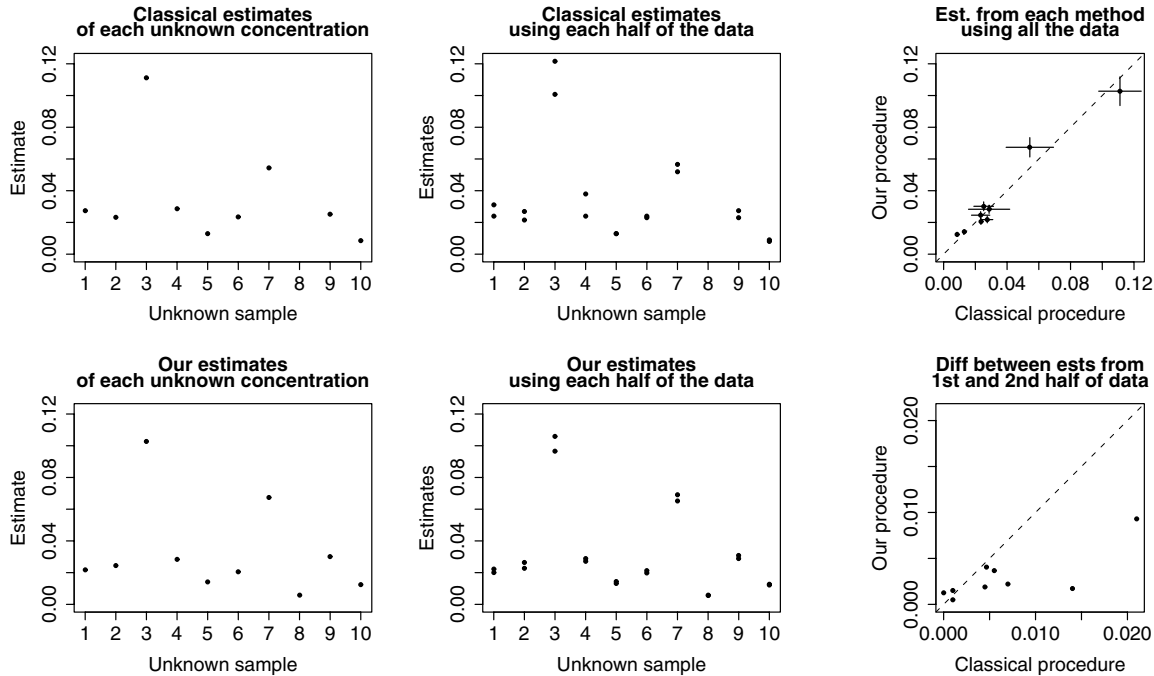 Classical estimates
of each unknown concentration
Estimate
0.00 0.04 0.08 0.12
1 2 3 4 5 6 7 8 9 10
Unknown sample
Classical estimates
using each half of the data
Estimates
0.00 0.04 0.08 0.12
1 2 3 4 5 6 7 8 9 10
Unknown sample
Est. from each method
using all the data
Our procedure
0.00 0.04 0.08 0.12
0.00 0.04 0.08 0.12
Classical procedure
Our estimates
of each unknown concentration
Estimate
0.00 0.04 0.08 0.12
1 2 3 4 5 6 7 8 9 10
Unknown sample
Our estimates
using each half of the data
Estimates
0.00 0.04 0.08 0.12
1 2 3 4 5 6 7 8 9 10
Unknown sample
Diff between ests from
1st and 2nd half of data
Our procedure
0.000 0.010 0.020
0.000 0.010 0.020
Classical procedure